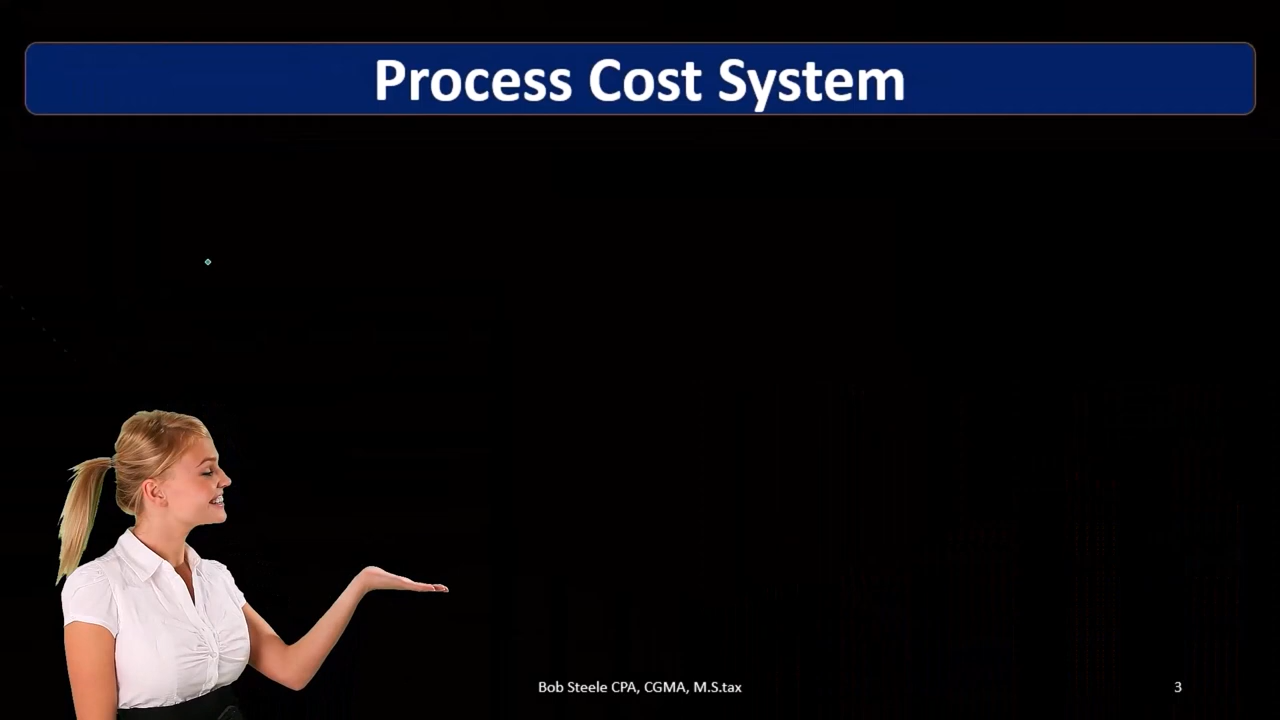 Process Cost System
Bob Steele CPA, CGMA, M.S.tax
3